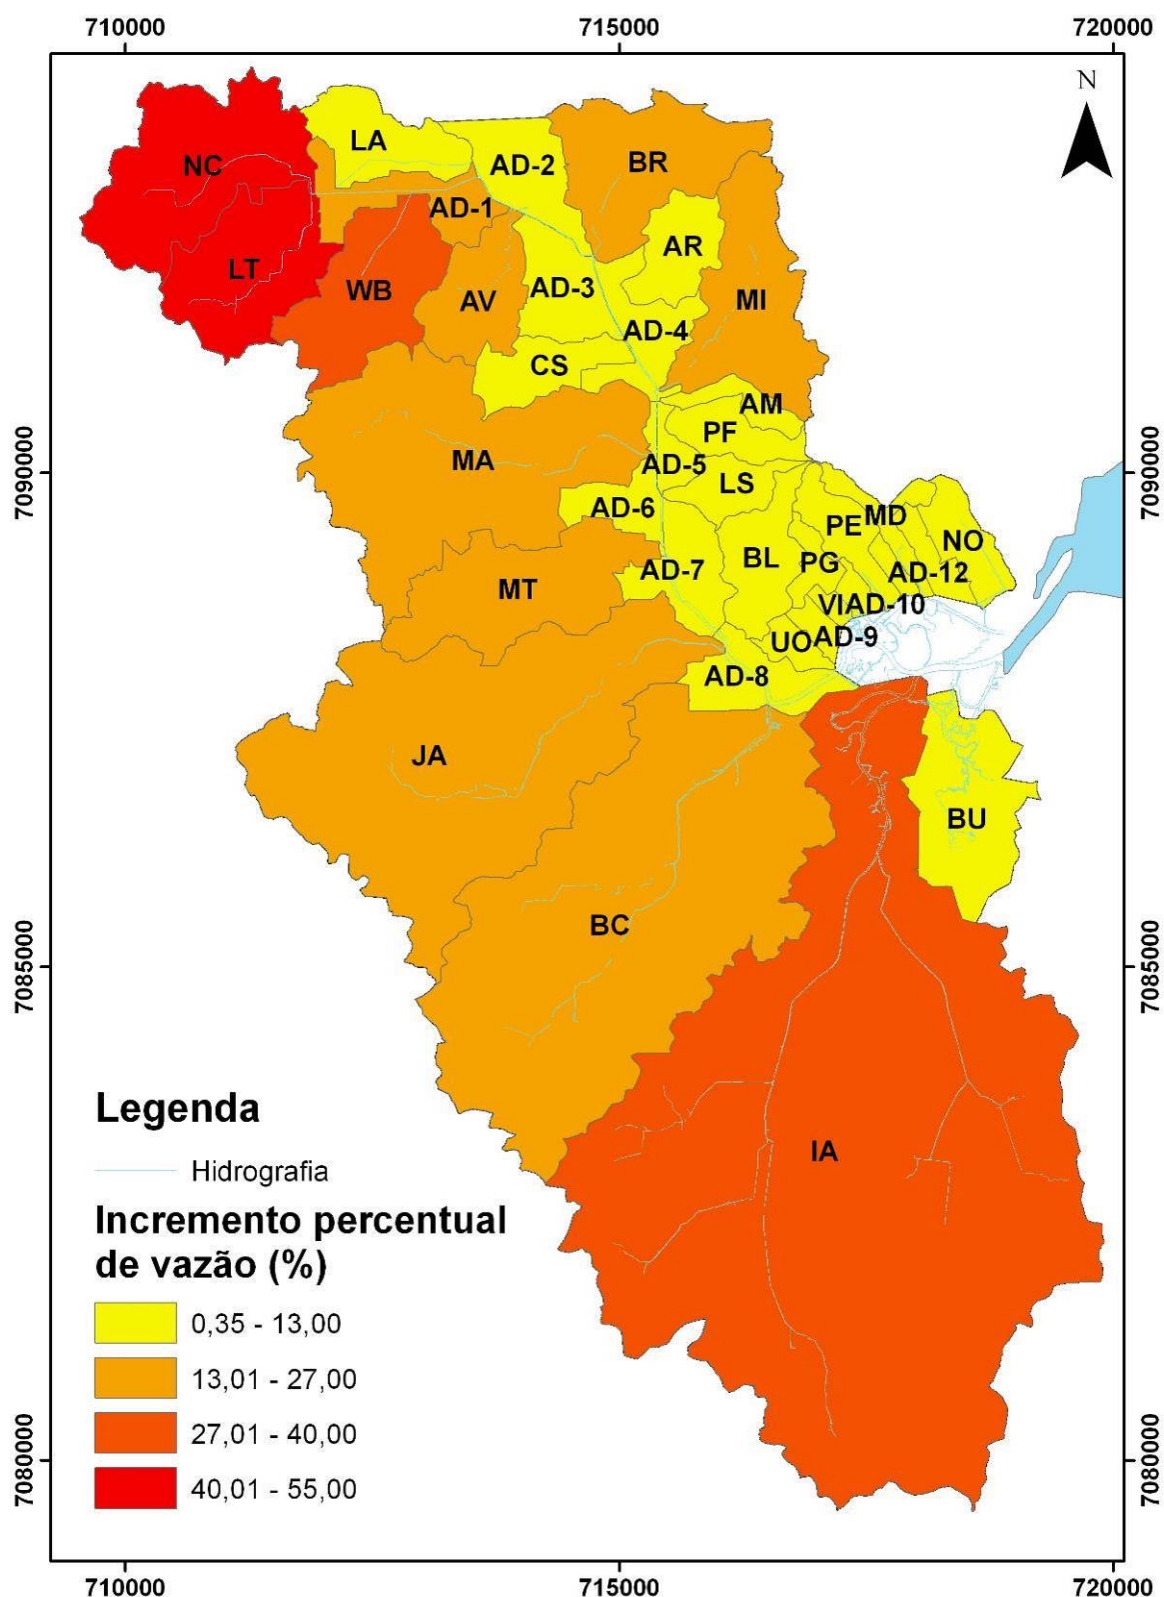 710000
715000
720000
N
LA
NC
AD-2
BR
AD-1
AR
LT
WB
AV
AD-3
MI
AD-4
CS
AM
PF
MA
AD-5
LS
7090000
7090000
AD-6
PE
MD
NO
BL
PG
AD-7
AD-12
MT
VI
AD-10
UO
AD-9
AD-8
JA
BU
BC
7085000
7085000
Legenda
IA
Hidrografia
Incremento percentual
de vazão (%)
0,35 - 13,00
13,01 - 27,00
27,01 - 40,00
40,01 - 55,00
7080000
7080000
710000
715000
720000